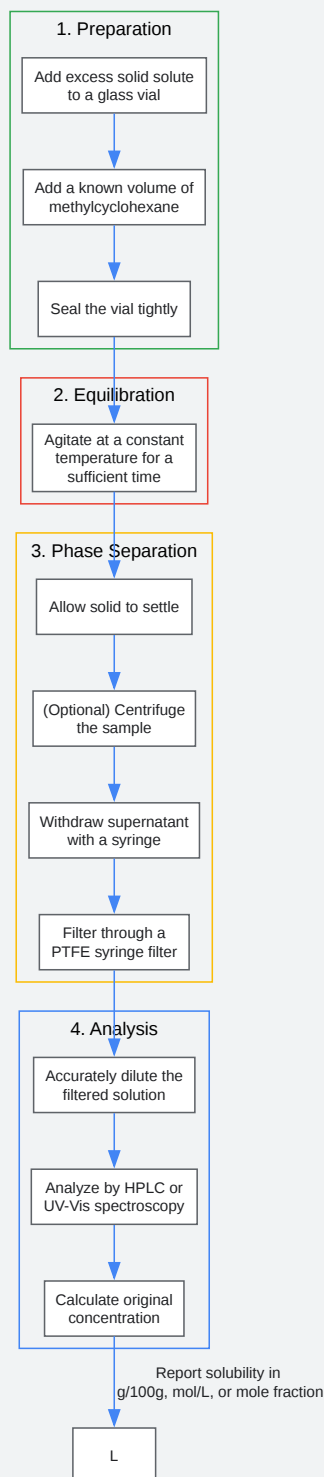 1. Preparation
Add excess solid solute
to a glass vial
Add a known volume of
methylcyclohexane
Seal the vial tightly
2. Equilibration
Agitate at a constant
temperature for a
sufficient time
3. Phase Separation
Allow solid to settle
(Optional) Centrifuge
the sample
Withdraw supernatant
with a syringe
Filter through a
PTFE syringe filter
4. Analysis
Accurately dilute the
filtered solution
Analyze by HPLC or
UV-Vis spectroscopy
Calculate original
concentration
Report solubility in
g/100g, mol/L, or mole fraction
L